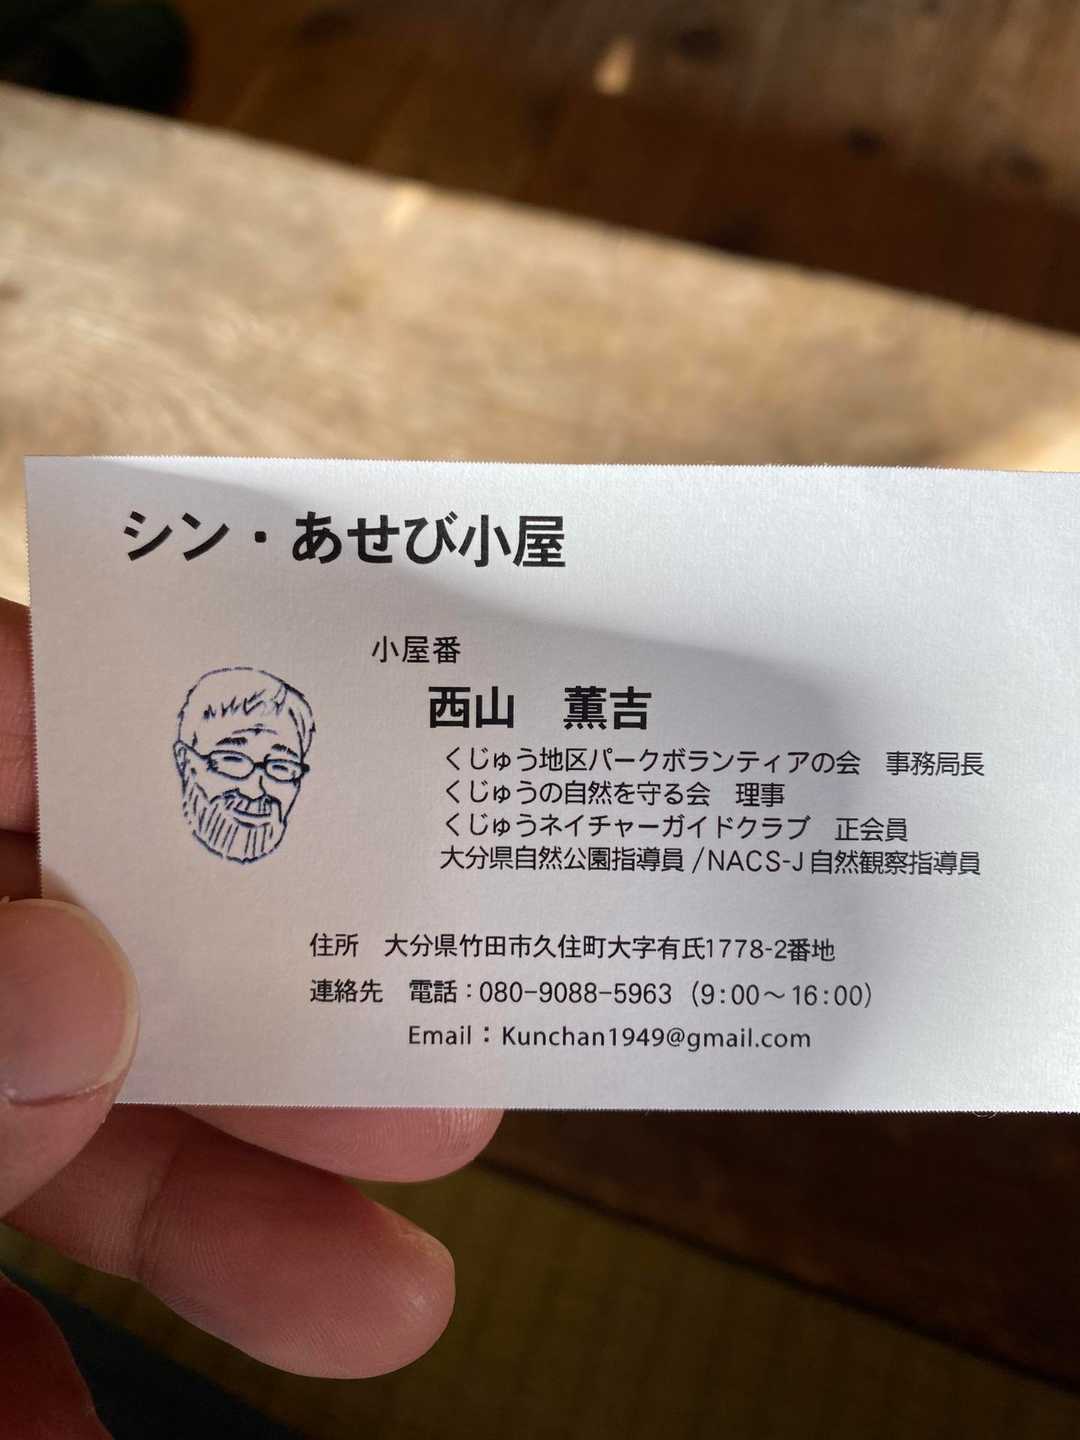 シン・あせび小屋
小屋番
西山　薫吉
くじゅう地区パークボランティアの会　事務局長
くじゅうの自然を守る会　理事
くじゅうネイチャーガイドクラブ　正会員
大分県自然公園指導員 /NACS-J 自然観察指導員
住所　大分県竹田市久住町大字有氏1778-2番地
連絡先　電話：080-9088-5963（9:00～16:00）
Email：Kunchan1949@gmail.com